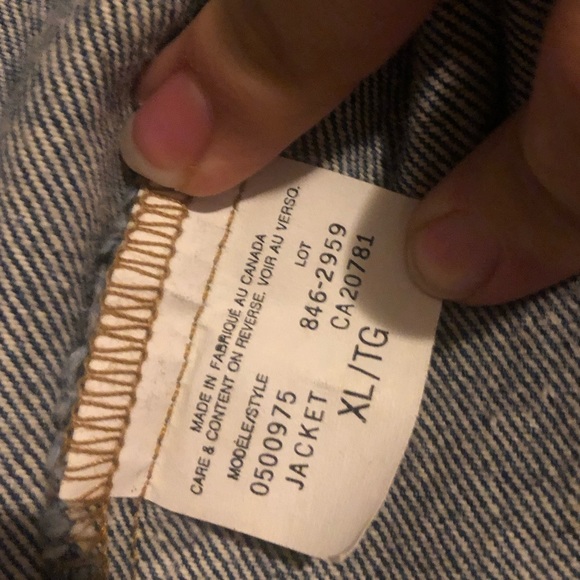 MADE IN FABRIQUÉ AU CANADA
CARE & CONTENT ON REVERSE. VOIR AU VERSO.
MODÈLE/STYLE LOT
0500975 846-2959
JACKET CA20781
XL/TG